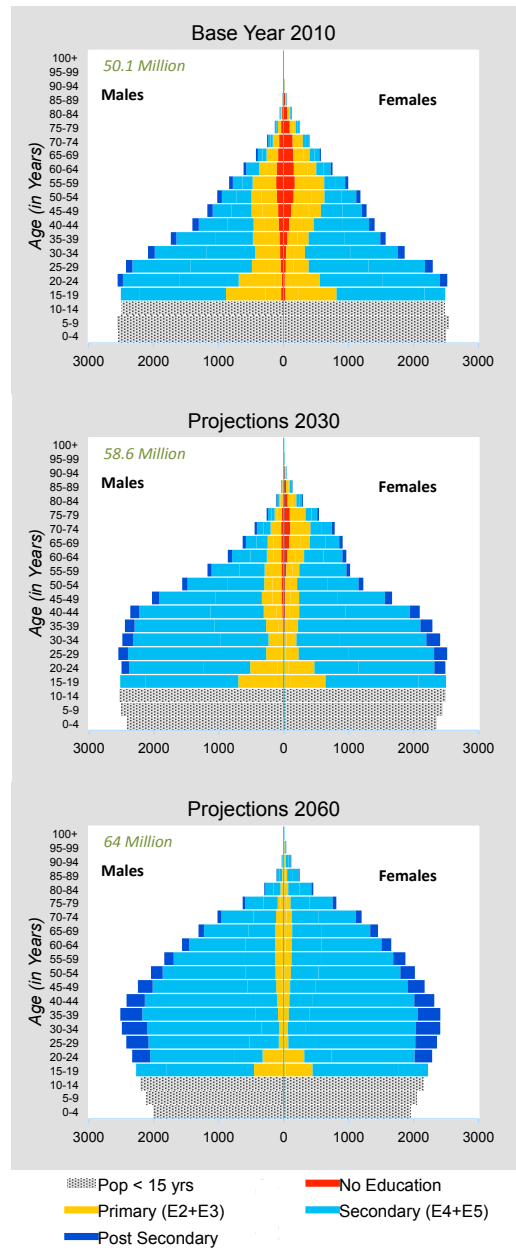 Base Year 2010
50.1 Million
Males
Females
Age (in Years)
100+
95-99
90-94
85-89
80-84
75-79
70-74
65-69
60-64
55-59
50-54
45-49
40-44
35-39
30-34
25-29
20-24
15-19
10-14
5-9
0-4
3000 2000 1000 0 1000 2000 3000
Projections 2030
58.6 Million
Males
Females
Age (in Years)
100+
95-99
90-94
85-89
80-84
75-79
70-74
65-69
60-64
55-59
50-54
45-49
40-44
35-39
30-34
25-29
20-24
15-19
10-14
5-9
0-4
3000 2000 1000 0 1000 2000 3000
Projections 2060
64 Million
Males
Females
Age (in Years)
100+
95-99
90-94
85-89
80-84
75-79
70-74
65-69
60-64
55-59
50-54
45-49
40-44
35-39
30-34
25-29
20-24
15-19
10-14
5-9
0-4
3000 2000 1000 0 1000 2000 3000
Pop < 15 yrs
No Education
Primary (E2+E3)
Secondary (E4+E5)
Post Secondary